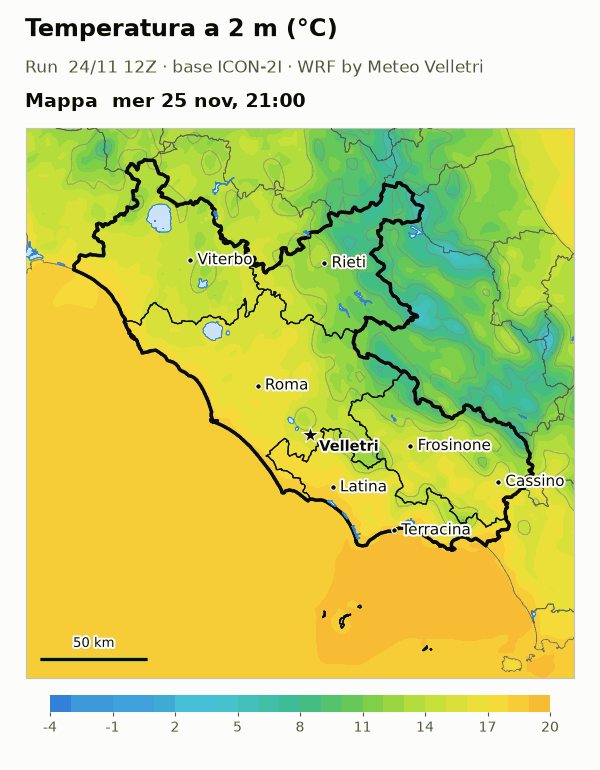 Temperatura a 2 m (°C)
Run  24/11 12Z · base ICON-2I · WRF by Meteo Velletri
Mappa  mer 25 nov, 21:00
Viterbo
Rieti
Roma
Velletri
Frosinone
Latina
Cassino
Terracina
50 km
-4 -1 2 5 8 11 14 17 20